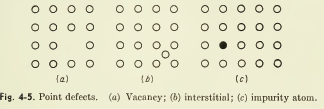 (a) (b) (c)
Fig. 4-5. Point defects. (a) Vacancy; (b) interstitial; (c) impurity atom.